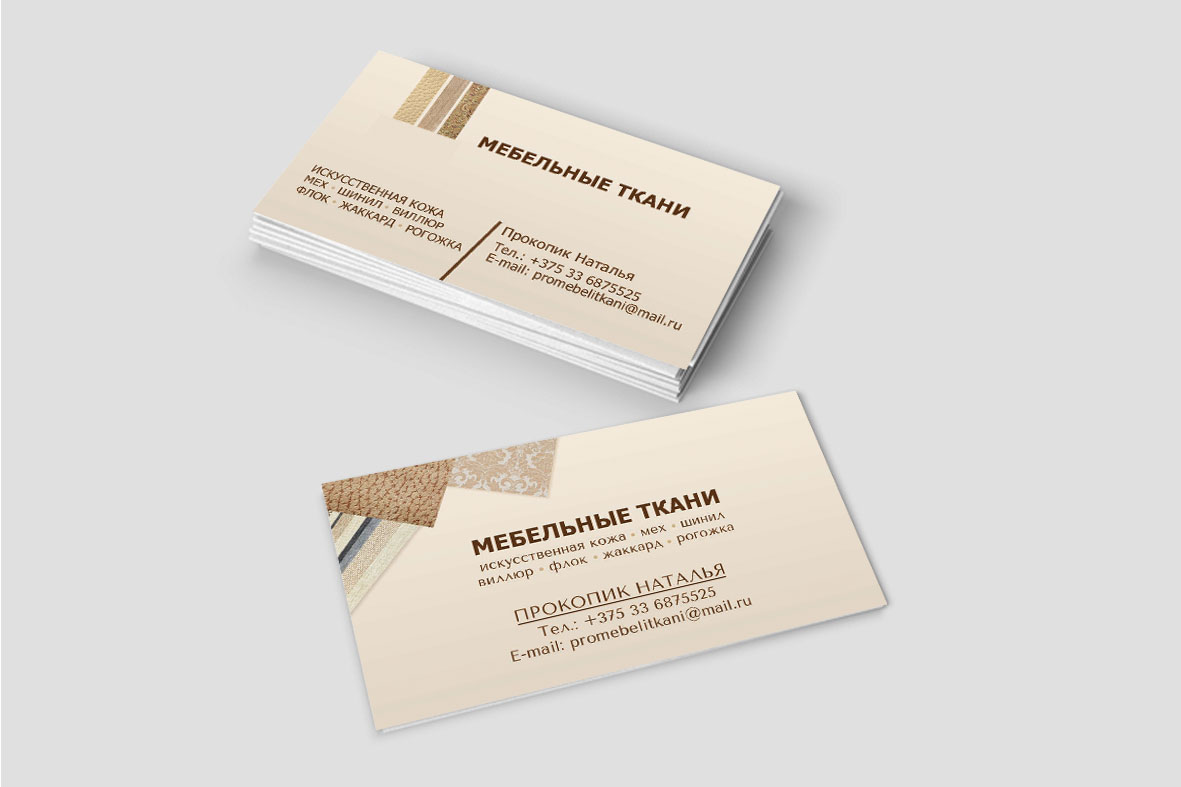 МЕБЕЛЬНЫЕ ТКАНИ
ИСКУССТВЕННАЯ КОЖА
МЕХ • ШИНИЛ • ВИЛЛЮР
ФЛОК • ЖАККАРД • РОГОЖКА
Прокопик Наталья
Тел.: +375 33 6875525
E-mail: promebelitkani@mail.ru
МЕБЕЛЬНЫЕ ТКАНИ
искусственная кожа • мех • шинил
виллюр • флок • жаккард • рогожка
ПРОКОПИК НАТАЛЬЯ
Тел.: +375 33 6875525
E-mail: promebelitkani@mail.ru